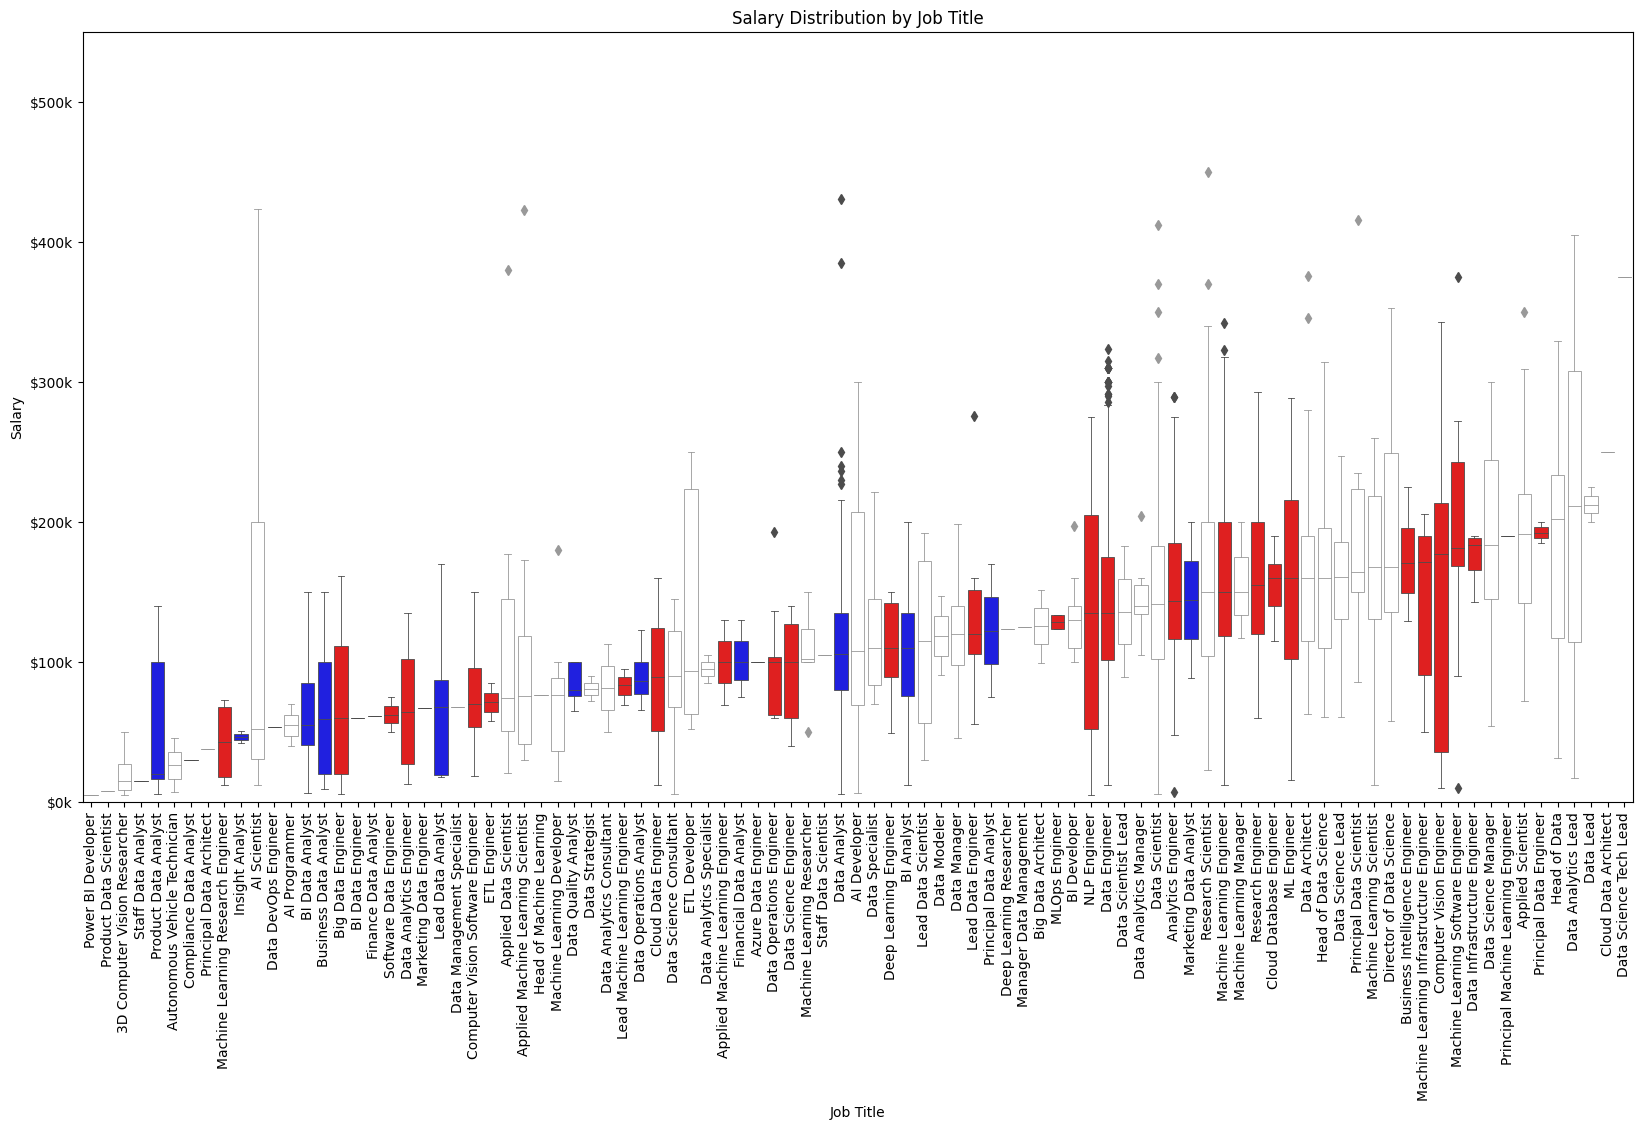 Salary Distribution by Job Title
Salary
$500k
$400k
$300k
$200k
$100k
$0k
Power BI Developer
Product Data Scientist
3D Computer Vision Researcher
Staff Data Analyst
Product Data Analyst
Autonomous Vehicle Technician
Compliance Data Analyst
Principal Data Architect
Machine Learning Research Engineer
Insight Analyst
AI Scientist
Data DevOps Engineer
AI Programmer
BI Data Analyst
Business Data Analyst
Big Data Engineer
BI Data Engineer
Finance Data Analyst
Software Data Engineer
Data Analytics Engineer
Marketing Data Engineer
Lead Data Analyst
Data Management Specialist
Computer Vision Software Engineer
ETL Engineer
Applied Data Scientist
Applied Machine Learning Scientist
Head of Machine Learning
Machine Learning Developer
Data Quality Analyst
Data Strategist
Data Analytics Consultant
Lead Machine Learning Engineer
Data Operations Analyst
Cloud Data Engineer
Data Science Consultant
ETL Developer
Data Analytics Specialist
Applied Machine Learning Engineer
Financial Data Analyst
Azure Data Engineer
Data Operations Engineer
Data Science Engineer
Machine Learning Researcher
Staff Data Scientist
Data Analyst
AI Developer
Data Specialist
Deep Learning Engineer
BI Analyst
Lead Data Scientist
Data Modeler
Data Manager
Lead Data Engineer
Principal Data Analyst
Deep Learning Researcher
Manager Data Management
Big Data Architect
MLOps Engineer
BI Developer
NLP Engineer
Data Engineer
Data Scientist Lead
Data Analytics Manager
Data Scientist
Analytics Engineer
Marketing Data Analyst
Research Scientist
Machine Learning Engineer
Machine Learning Manager
Research Engineer
Cloud Database Engineer
ML Engineer
Data Architect
Head of Data Science
Data Science Lead
Principal Data Scientist
Machine Learning Scientist
Director of Data Science
Business Intelligence Engineer
Machine Learning Infrastructure Engineer
Computer Vision Engineer
Machine Learning Software Engineer
Data Infrastructure Engineer
Data Science Manager
Principal Machine Learning Engineer
Applied Scientist
Principal Data Engineer
Head of Data
Data Analytics Lead
Data Lead
Cloud Data Architect
Data Science Tech Lead
Job Title